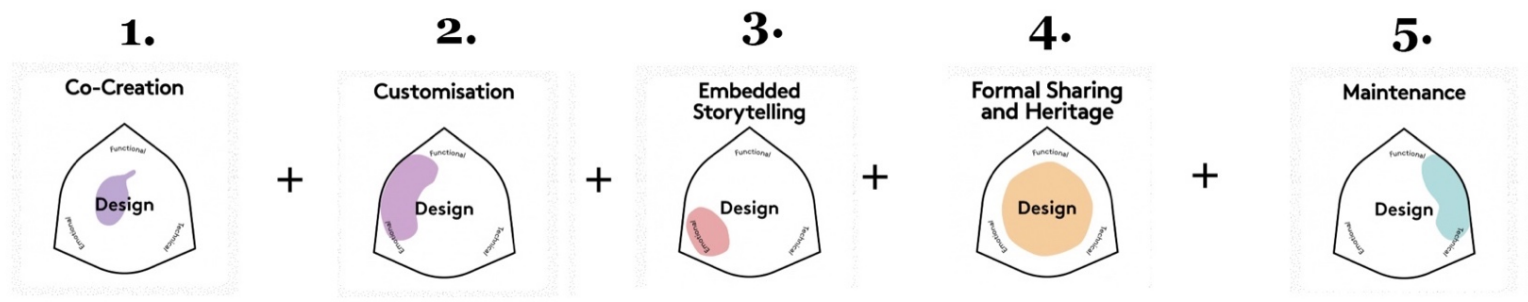 1.
Co-Creation
Functional
Design
Emotional
Technical
+
2.
Customisation
Functional
Design
Emotional
+
3.
Embedded
Storytelling
Functional
Design
Emotional
Technical
+
4.
Formal Sharing
and Heritage
Functional
Design
Emotional
Technical
+
5.
Maintenance
Functional
Design
Emotional
Technical